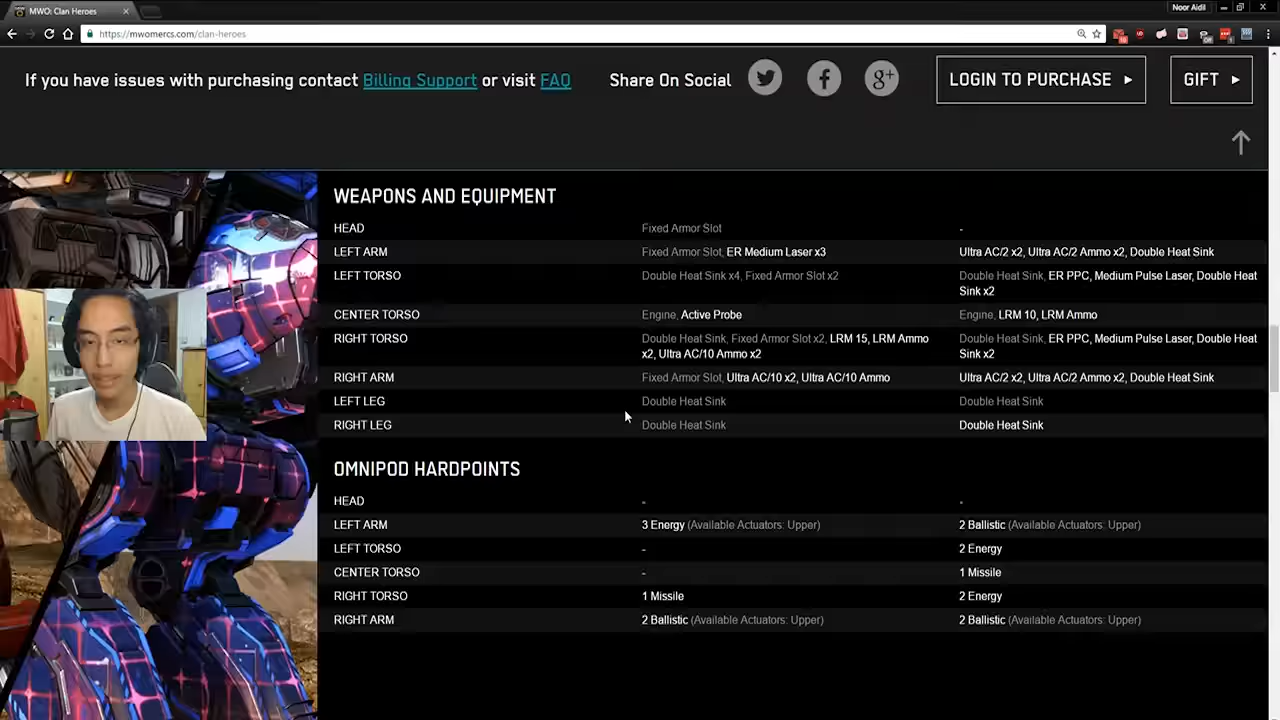 MWO: Clan Heroes
Noor Aidil
https://mwomercs.com/clan-heroes
If you have issues with purchasing contact Billing Support or visit FAQ
Share On Social
LOGIN TO PURCHASE
GIFT
WEAPONS AND EQUIPMENT
HEAD Fixed Armor Slot -
LEFT ARM Fixed Armor Slot, ER Medium Laser x3 Ultra AC/2 x2, Ultra AC/2 Ammo x2, Double Heat Sink
LEFT TORSO Double Heat Sink x4, Fixed Armor Slot x2 Double Heat Sink, ER PPC, Medium Pulse Laser, Double Heat
Sink x2
CENTER TORSO Engine, Active Probe Engine, LRM 10, LRM Ammo
RIGHT TORSO Double Heat Sink, Fixed Armor Slot x2, LRM 15, LRM Ammo Double Heat Sink, ER PPC, Medium Pulse Laser, Double Heat
x2, Ultra AC/10 Ammo x2 Sink x2
RIGHT ARM Fixed Armor Slot, Ultra AC/10 x2, Ultra AC/10 Ammo Ultra AC/2 x2, Ultra AC/2 Ammo x2, Double Heat Sink
LEFT LEG Double Heat Sink Double Heat Sink
RIGHT LEG Double Heat Sink Double Heat Sink
OMNIPOD HARDPOINTS
HEAD - -
LEFT ARM 3 Energy (Available Actuators: Upper) 2 Ballistic (Available Actuators: Upper)
LEFT TORSO - 2 Energy
CENTER TORSO - 1 Missile
RIGHT TORSO 1 Missile 2 Energy
RIGHT ARM 2 Ballistic (Available Actuators: Upper) 2 Ballistic (Available Actuators: Upper)